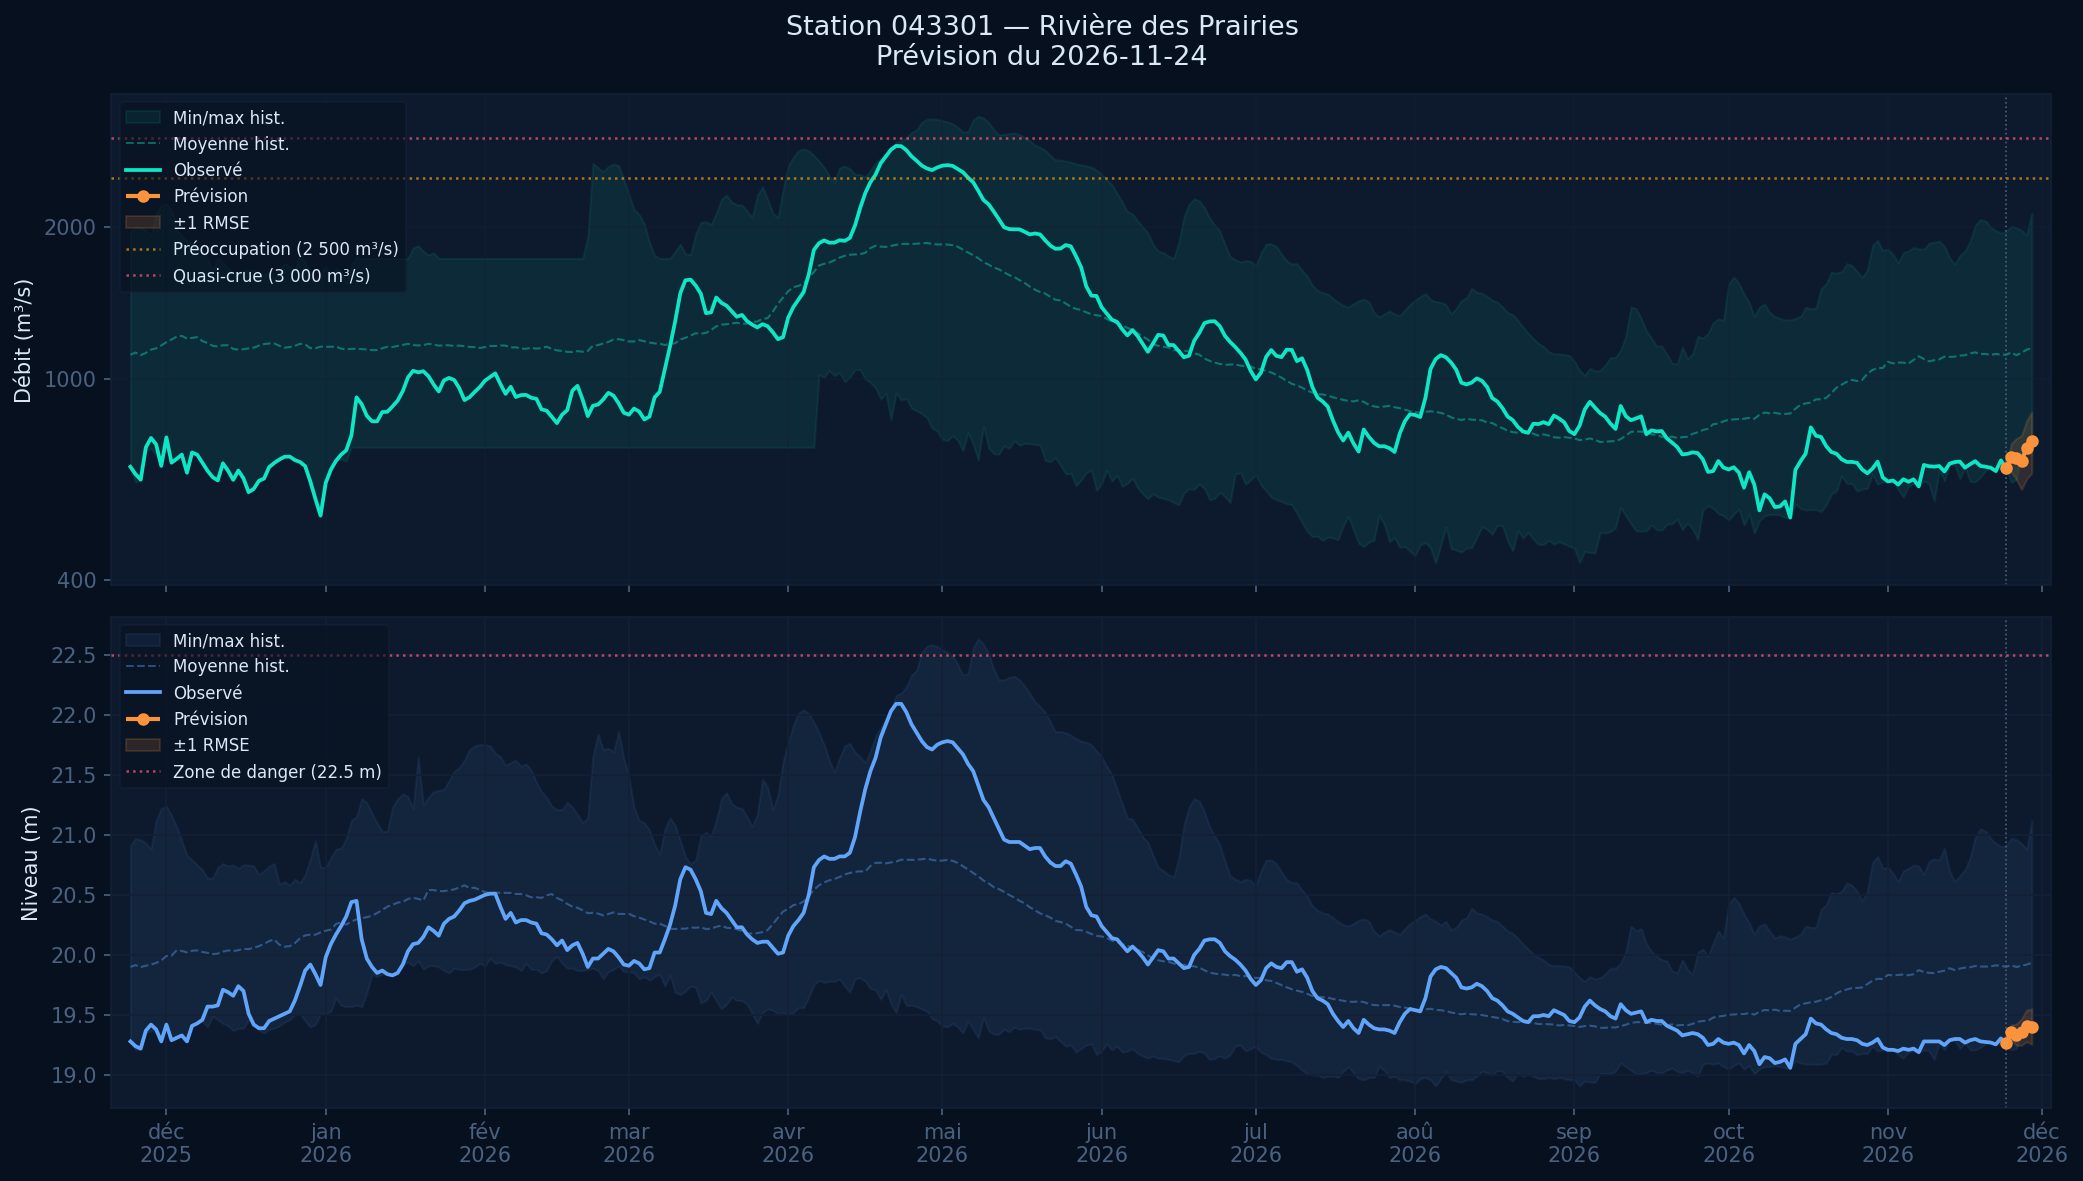 Station 043301 — Rivière des Prairies
Prévision du 2026-11-24
Débit (m³/s)
2000
1000
400
Min/max hist.
Moyenne hist.
Observé
Prévision
±1 RMSE
Préoccupation (2 500 m³/s)
Quasi-crue (3 000 m³/s)
Niveau (m)
22.5
22.0
21.5
21.0
20.5
20.0
19.5
19.0
Min/max hist.
Moyenne hist.
Observé
Prévision
±1 RMSE
Zone de danger (22.5 m)
déc jan fév mar avr mai jun jul aoû sep oct nov déc
2025 2026 2026 2026 2026 2026 2026 2026 2026 2026 2026 2026 2026